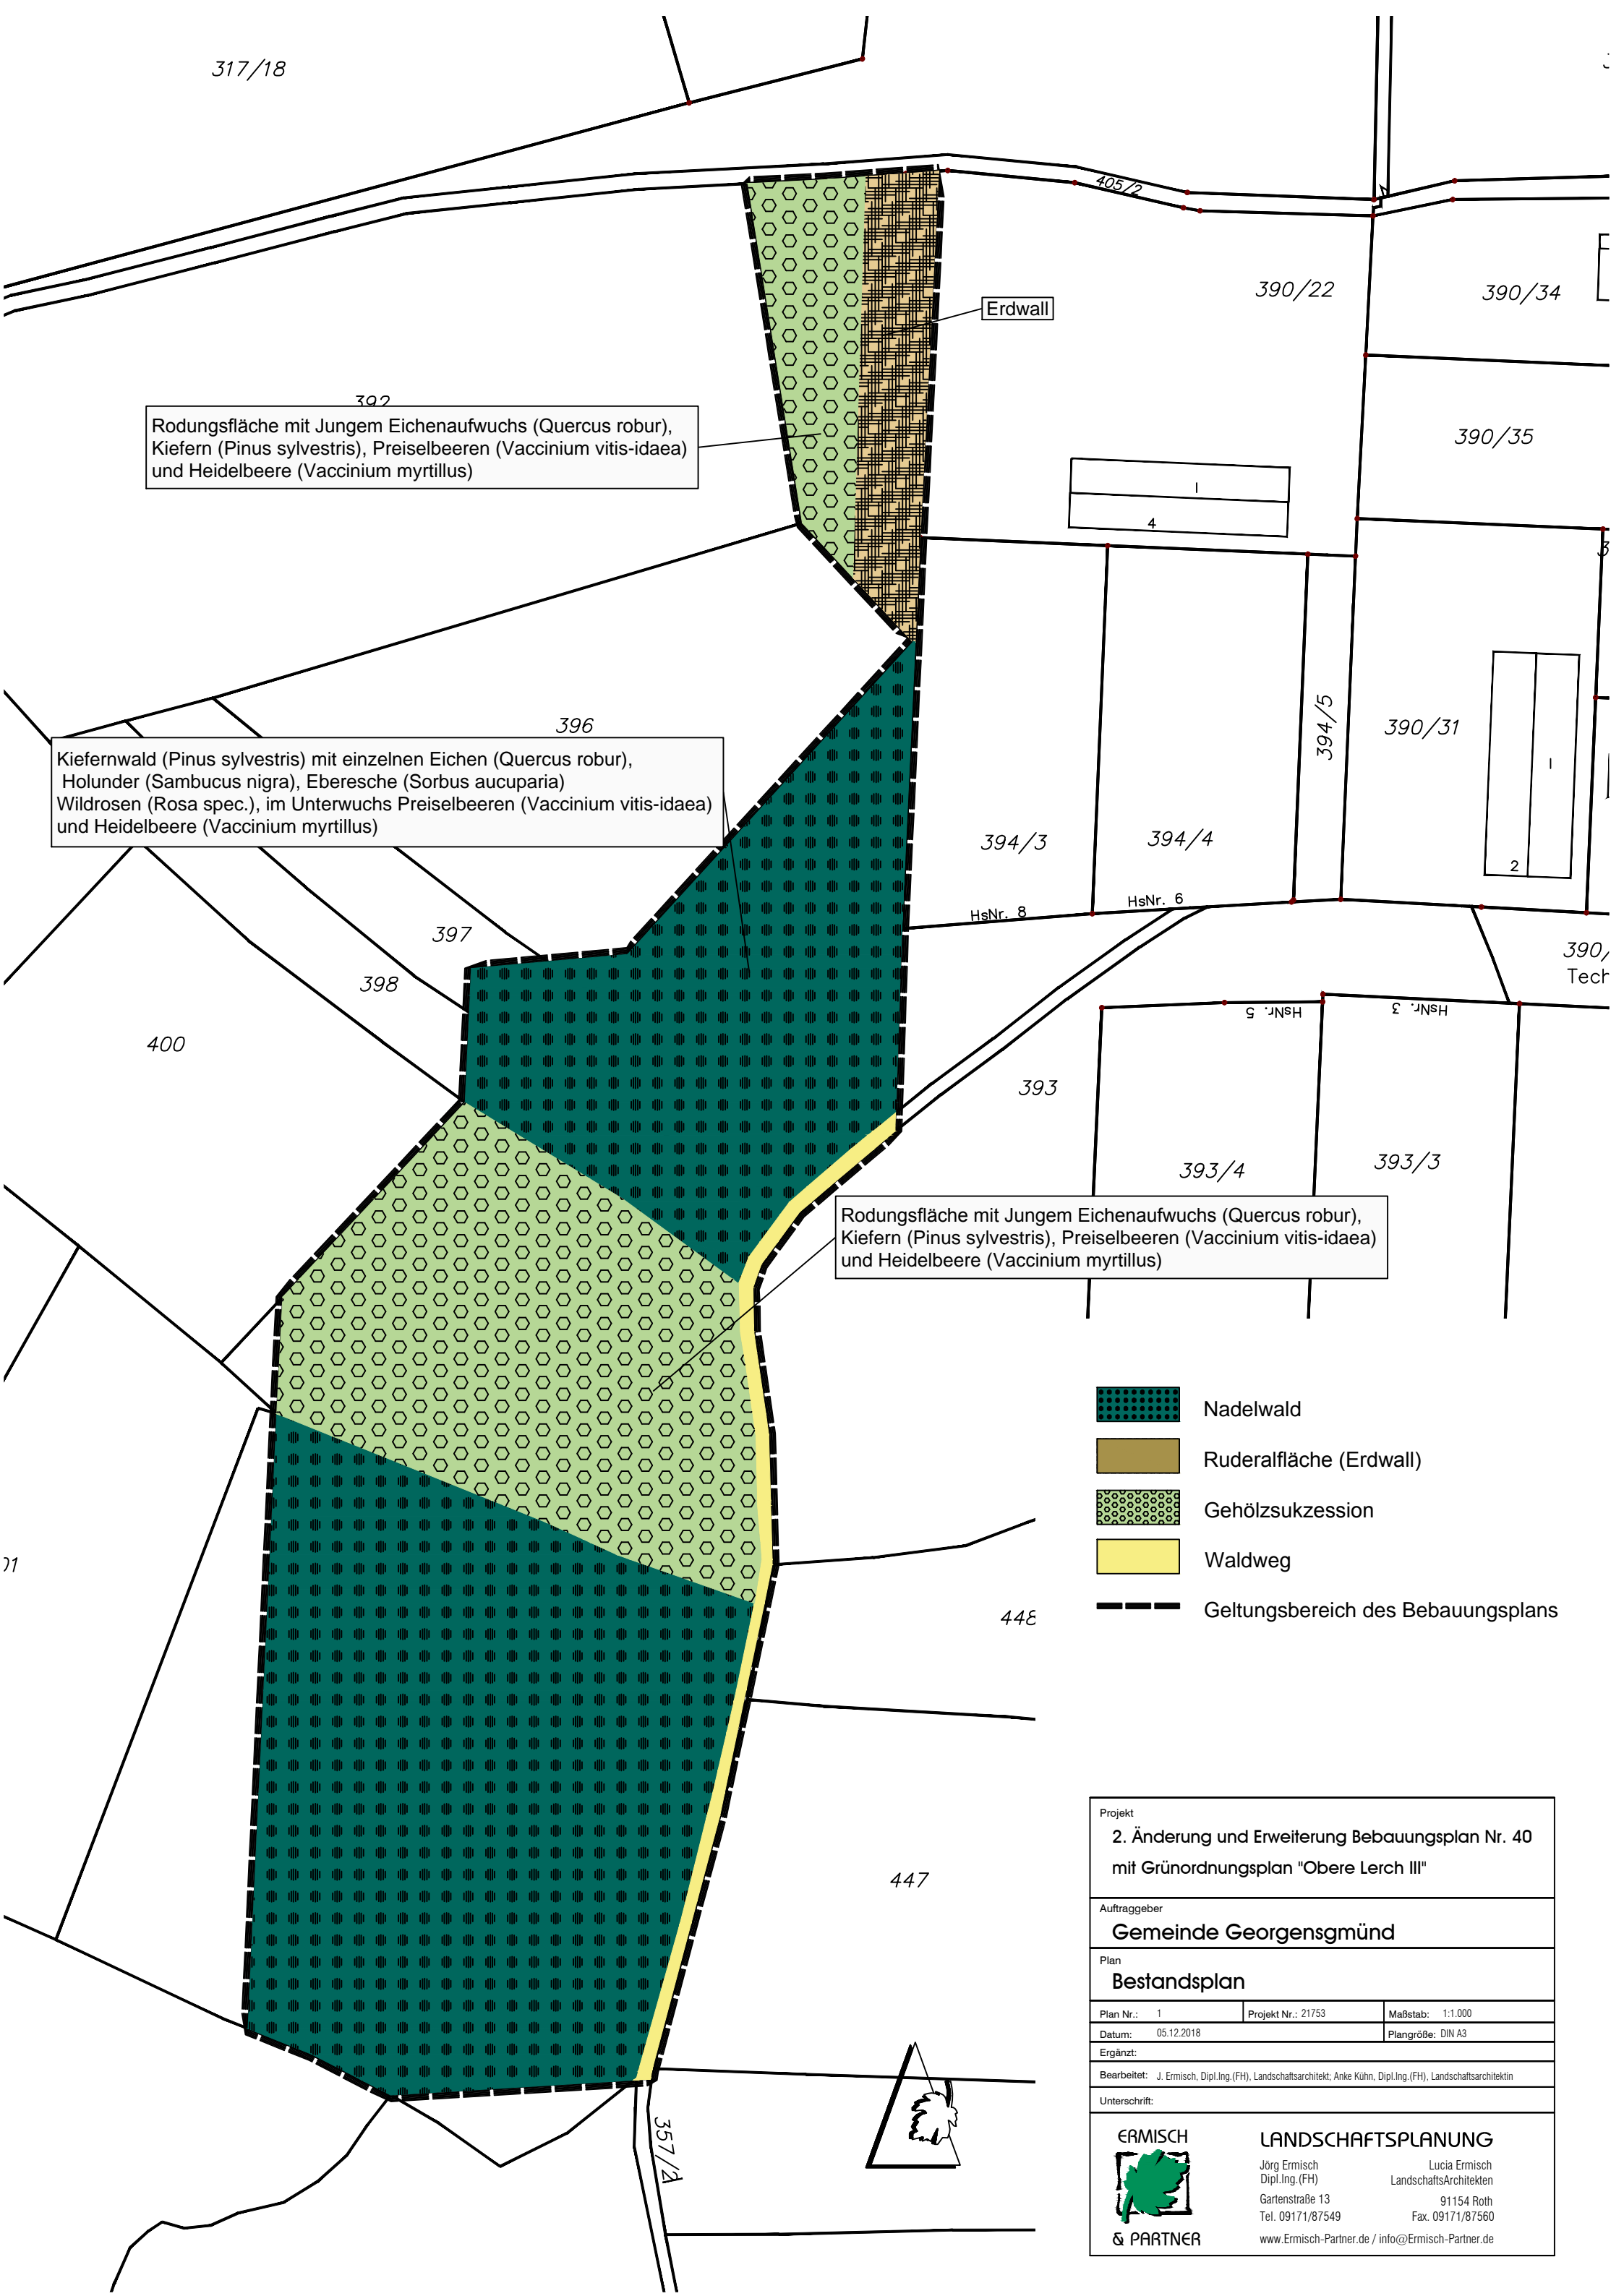 317/18
405/2
390/22
390/34
Erdwall
392
Rodungsfläche mit Jungem Eichenaufwuchs (Quercus robur),
Kiefern (Pinus sylvestris), Preiselbeeren (Vaccinium vitis-idaea)
und Heidelbeere (Vaccinium myrtillus)
390/35
I
4
396
394/5
390/31
I
2
Kiefernwald (Pinus sylvestris) mit einzelnen Eichen (Quercus robur),
Holunder (Sambucus nigra), Eberesche (Sorbus aucuparia)
Wildrosen (Rosa spec.), im Unterwuchs Preiselbeeren (Vaccinium vitis-idaea)
und Heidelbeere (Vaccinium myrtillus)
394/3
394/4
HsNr. 8
HsNr. 6
397
398
390/
Tech
HsNr. 5
HsNr. 3
400
393
393/4
393/3
Rodungsfläche mit Jungem Eichenaufwuchs (Quercus robur),
Kiefern (Pinus sylvestris), Preiselbeeren (Vaccinium vitis-idaea)
und Heidelbeere (Vaccinium myrtillus)
Nadelwald
Ruderalfläche (Erdwall)
Gehölzsukzession
Waldweg
Geltungsbereich des Bebauungsplans
01
448
447
357/2
Projekt
2. Änderung und Erweiterung Bebauungsplan Nr. 40
mit Grünordnungsplan "Obere Lerch III"
Auftraggeber
Gemeinde Georgensgmünd
Plan
Bestandsplan
Plan Nr.: 1 Projekt Nr.: 21753 Maßstab: 1:1.000
Datum: 05.12.2018 Plangröße: DIN A3
Ergänzt:
Bearbeitet: J. Ermisch, Dipl.Ing.(FH), Landschaftsarchitekt; Anke Kühn, Dipl.Ing.(FH), Landschaftsarchitektin
Unterschrift:
ERMISCH
& PARTNER
LANDSCHAFTSPLANUNG
Jörg Ermisch Lucia Ermisch
Dipl.Ing.(FH) LandschaftsArchitekten
Gartenstraße 13 91154 Roth
Tel. 09171/87549 Fax. 09171/87560
www.Ermisch-Partner.de / info@Ermisch-Partner.de